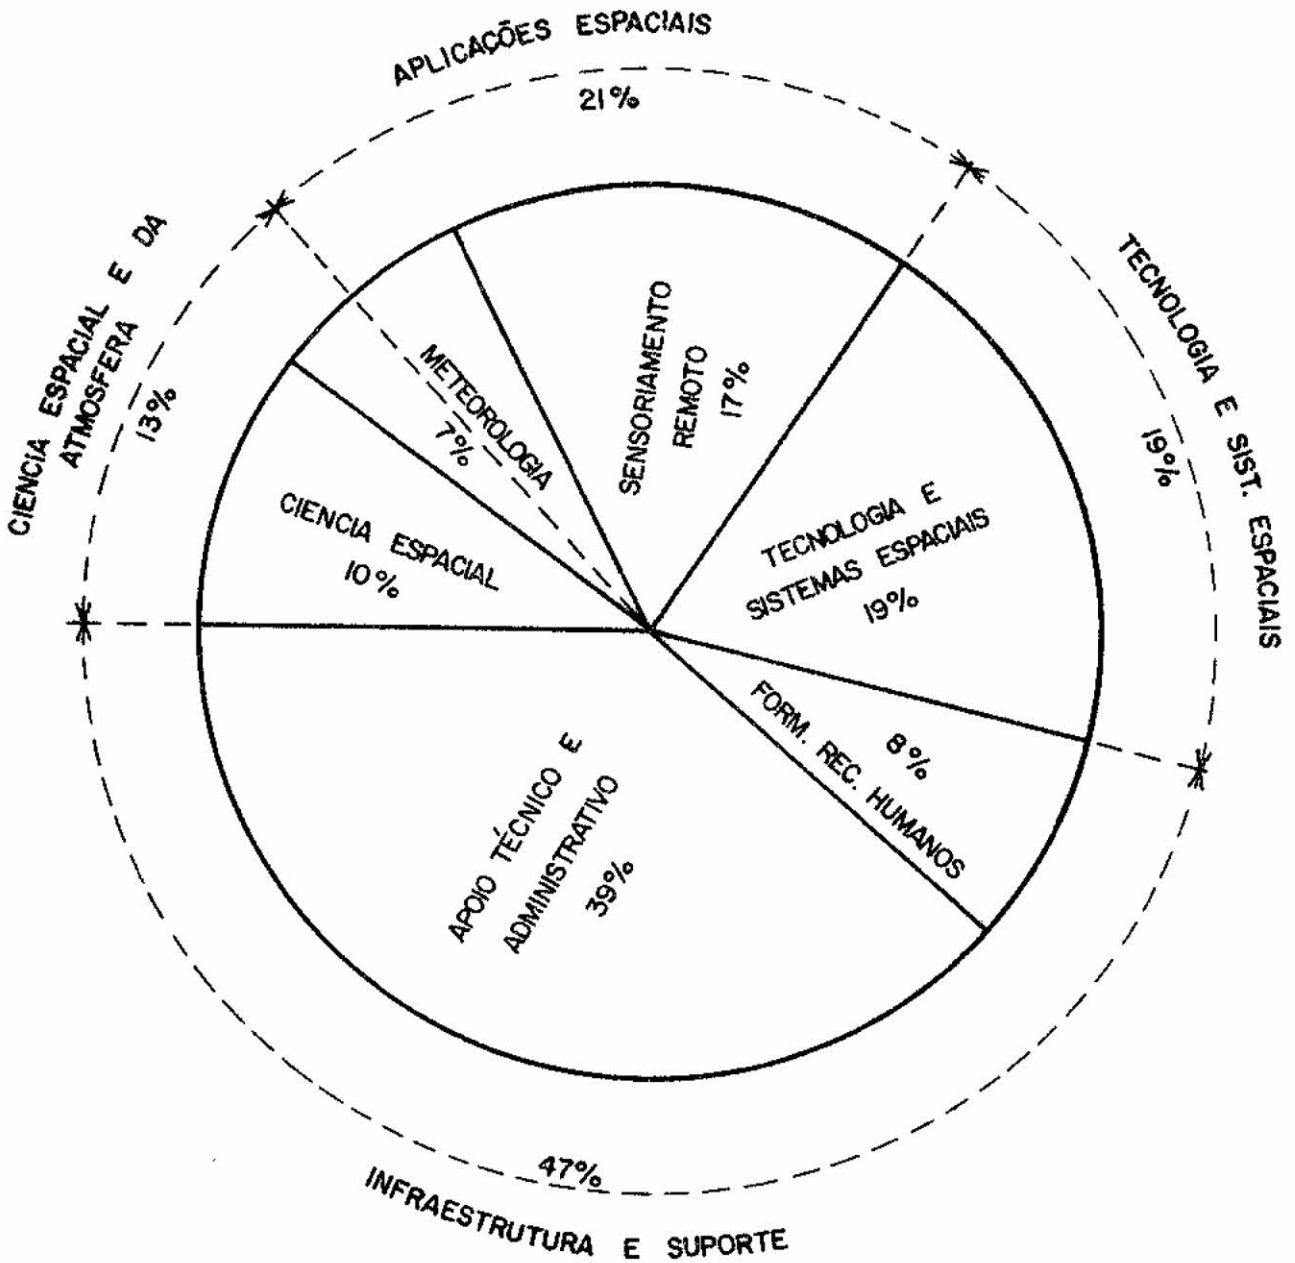 APLICAÇÕES ESPACIAIS
21%
CIENCIA ESPACIAL E DA
ATMOSFERA
13%
TECNOLOGIA E SIST. ESPACIAIS
19%
METEOROLOGIA
7%
SENSORIAMENTO
REMOTO
17%
CIENCIA ESPACIAL
10%
TECNOLOGIA E
SISTEMAS ESPACIAIS
19%
FORM. REC. HUMANOS
8%
APOIO TÉCNICO E
ADMINISTRATIVO
39%
47%
INFRAESTRUTURA E SUPORTE